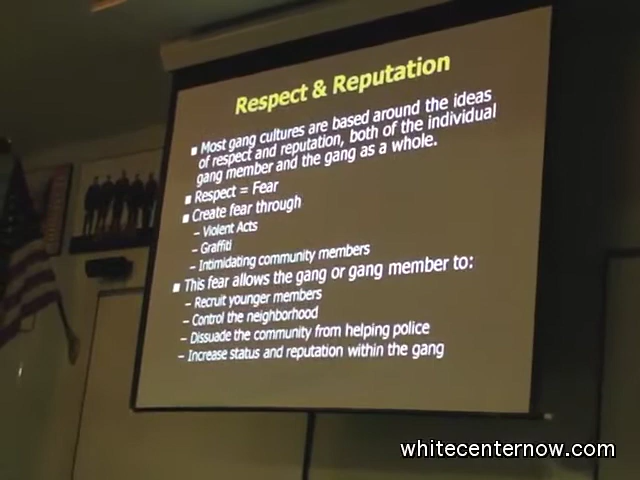 Respect & Reputation
■ Most gang cultures are based around the ideas
of respect and reputation, both of the individual
gang member and the gang as a whole.
■ Respect = Fear
■ Create fear through
– Violent Acts
– Graffiti
– Intimidating community members
■ This fear allows the gang or gang member to:
– Recruit younger members
– Control the neighborhood
– Dissuade the community from helping police
– Increase status and reputation within the gang
whitecenternow.com